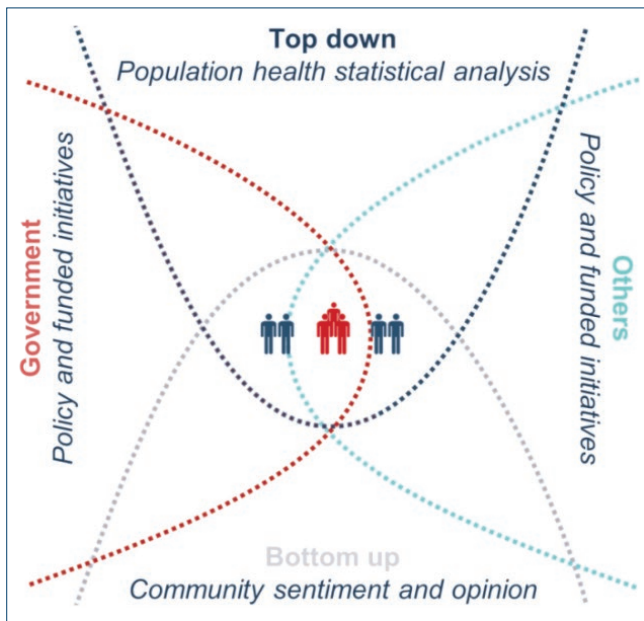 Top down
Population health statistical analysis
Government
Policy and funded initiatives
Others
Policy and funded initiatives
Bottom up
Community sentiment and opinion